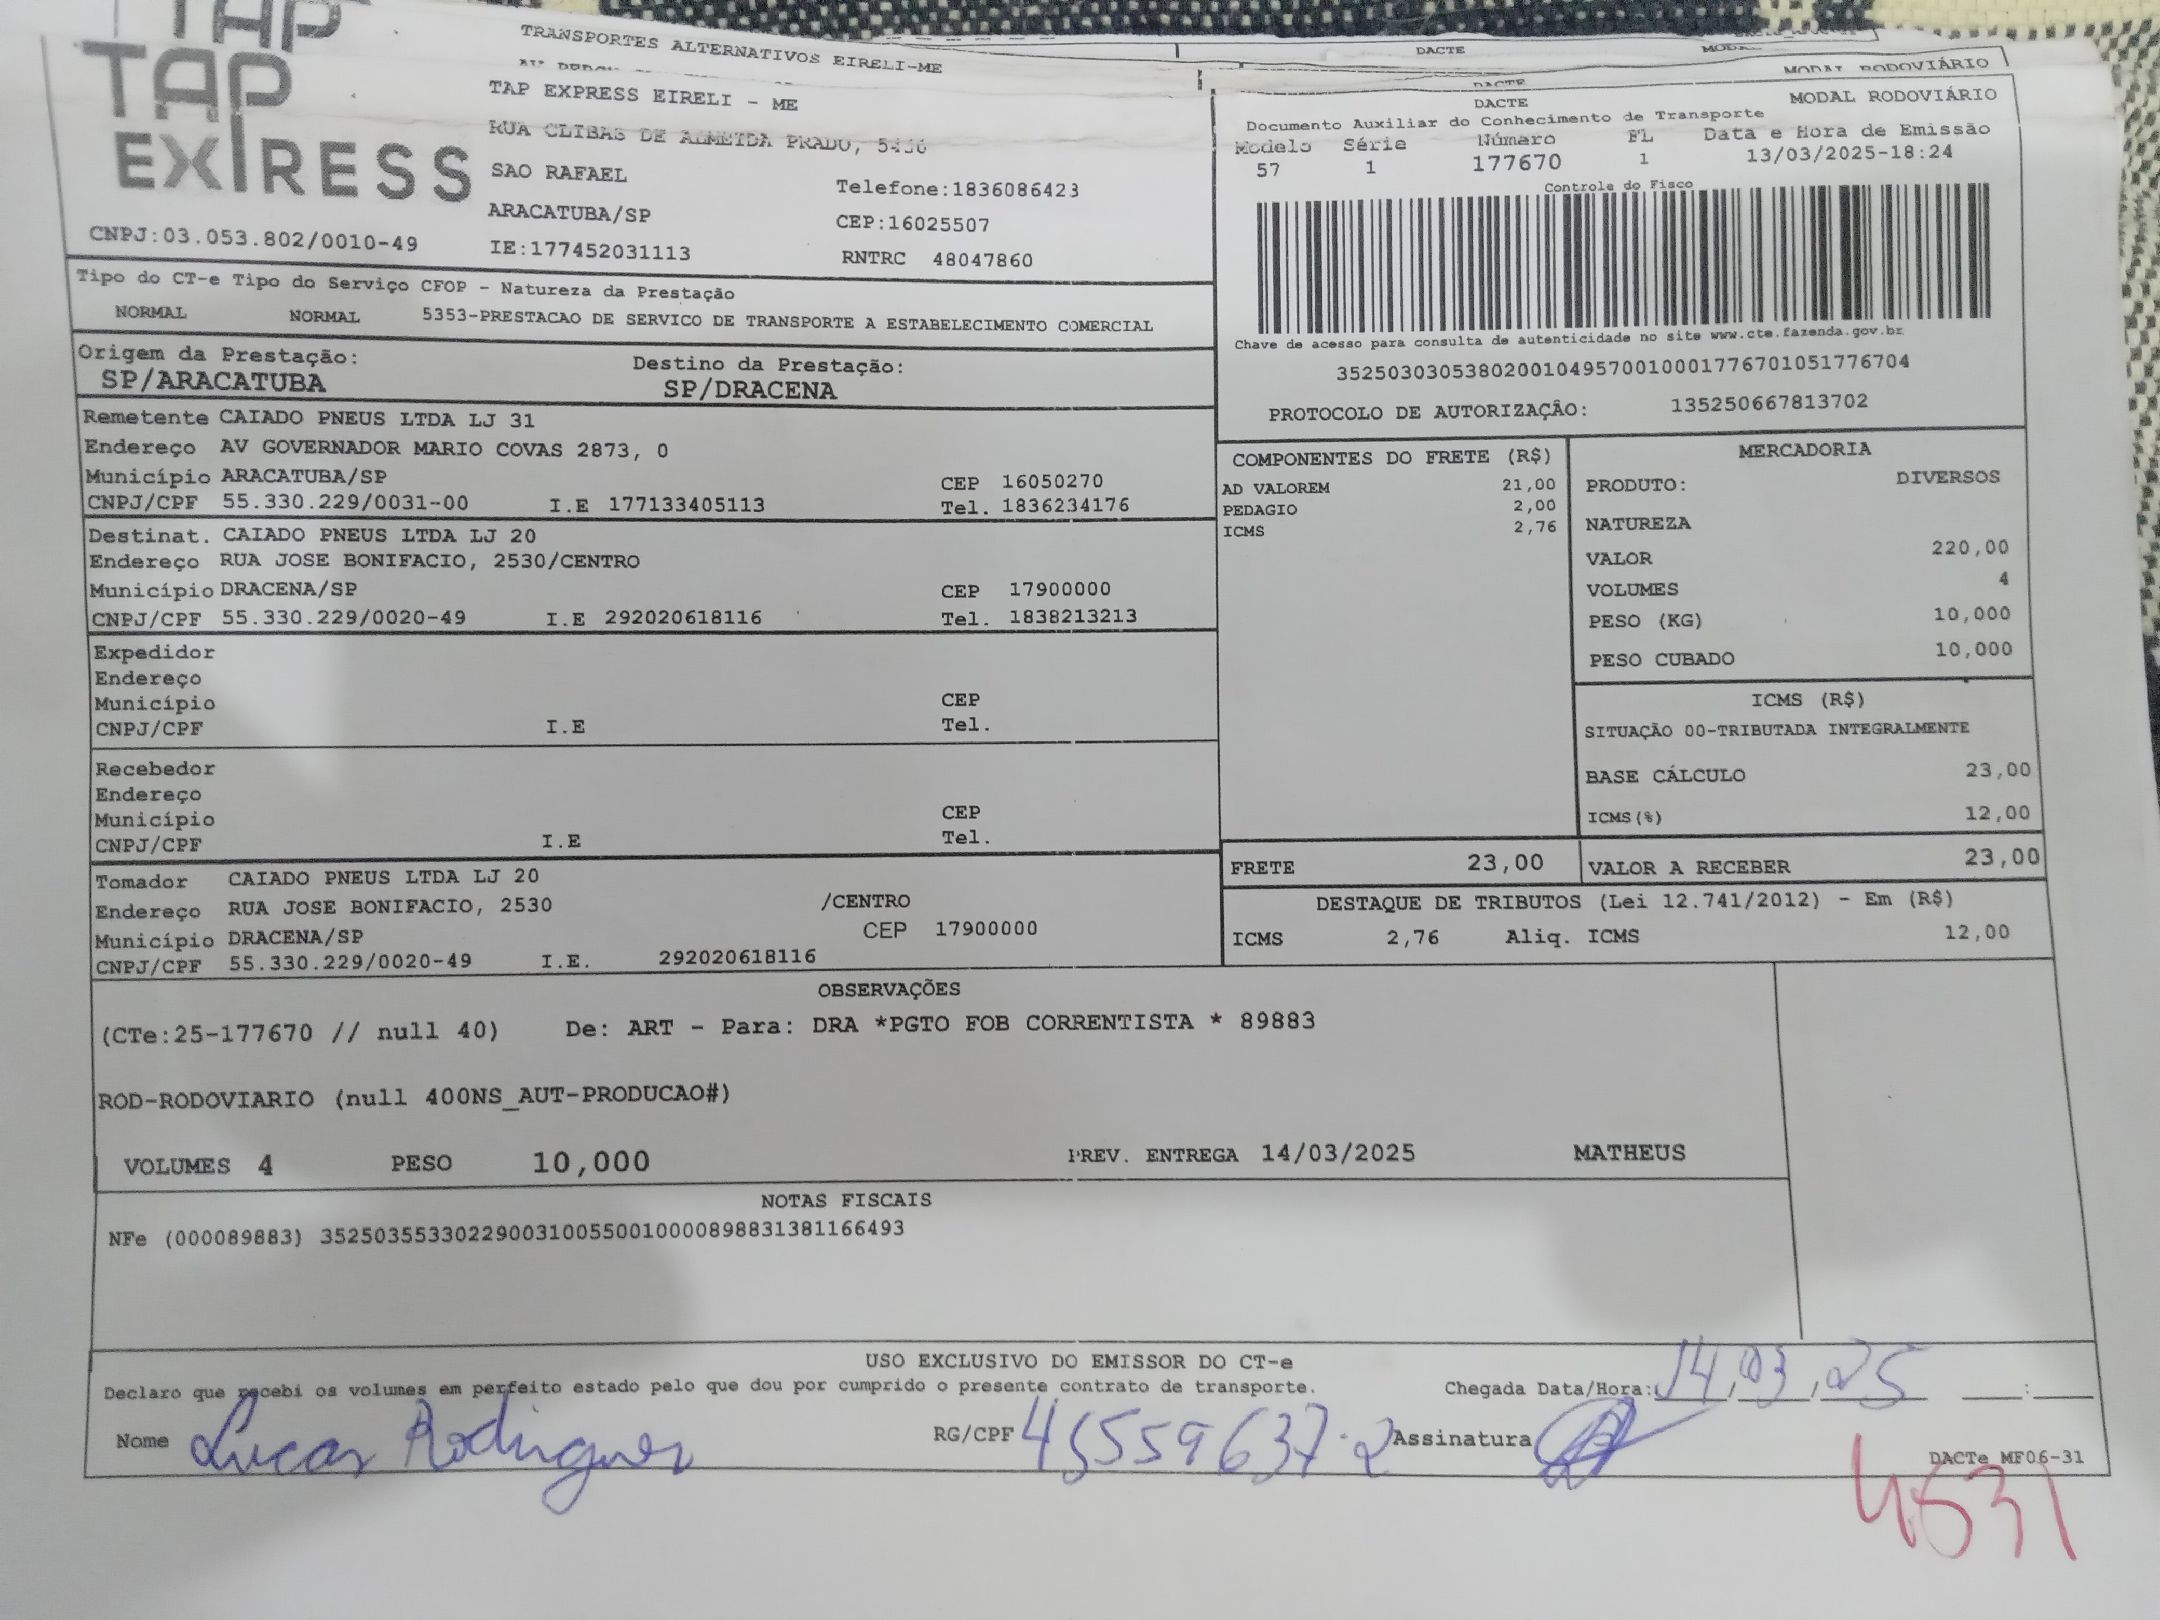 TAP
TRANSPORTES ALTERNATIVOS EIRELI-ME
DACTE
MODAL RODOVIÁRIO
TAP
EXPRESS
TAP EXPRESS EIRELI - ME
RUA CLIBAS DE ALMEIDA PRADO,
SAO RAFAEL
Telefone:1836086423
ARACATUBA/SP
CEP:16025507
CNPJ:03.053.802/0010-49
IE:177452031113
RNTRC 48047860
DACTE
MODAL RODOVIÁRIO
Documento Auxiliar do Conhecimento de Transporte
Modelo Série Número FL Data e Hora de Emissão
57 1 177670 1 13/03/2025-18:24
Controle do Fisco
Chave de acesso para consulta de autenticidade no site www.cte.fazenda.gov.br
35250303053802001049570010001776701051776704
PROTOCOLO DE AUTORIZAÇÃO: 135250667813702
Tipo do CT-e Tipo do Serviço CFOP - Natureza da Prestação
NORMAL NORMAL 5353-PRESTACAO DE SERVICO DE TRANSPORTE A ESTABELECIMENTO COMERCIAL
Origem da Prestação: Destino da Prestação:
SP/ARACATUBA SP/DRACENA
Remetente CAIADO PNEUS LTDA LJ 31
Endereço AV GOVERNADOR MARIO COVAS 2873, 0
Município ARACATUBA/SP CEP 16050270
CNPJ/CPF 55.330.229/0031-00 I.E 177133405113 Tel. 1836234176
Destinat. CAIADO PNEUS LTDA LJ 20
Endereço RUA JOSE BONIFACIO, 2530/CENTRO
Município DRACENA/SP CEP 17900000
CNPJ/CPF 55.330.229/0020-49 I.E 292020618116 Tel. 1838213213
Expedidor
Endereço
Município CEP
CNPJ/CPF I.E Tel.
Recebedor
Endereço
Município CEP
CNPJ/CPF I.E Tel.
Tomador CAIADO PNEUS LTDA LJ 20
Endereço RUA JOSE BONIFACIO, 2530 /CENTRO
Município DRACENA/SP CEP 17900000
CNPJ/CPF 55.330.229/0020-49 I.E. 292020618116
COMPONENTES DO FRETE (R$)
AD VALOREM 21,00
PEDAGIO 2,00
ICMS 2,76
MERCADORIA
PRODUTO: DIVERSOS
NATUREZA
VALOR 220,00
VOLUMES 4
PESO (KG) 10,000
PESO CUBADO 10,000
ICMS (R$)
SITUAÇÃO 00-TRIBUTADA INTEGRALMENTE
BASE CÁLCULO 23,00
ICMS(%) 12,00
FRETE 23,00 VALOR A RECEBER 23,00
DESTAQUE DE TRIBUTOS (Lei 12.741/2012) - Em (R$)
ICMS 2,76 Aliq. ICMS 12,00
OBSERVAÇÕES
(CTe:25-177670 // null 40) De: ART - Para: DRA *PGTO FOB CORRENTISTA * 89883
ROD-RODOVIARIO (null 400NS_AUT-PRODUCAO#)
VOLUMES 4 PESO 10,000 PREV. ENTREGA 14/03/2025 MATHEUS
NOTAS FISCAIS
NFe (000089883) 35250355330229003100550010000898831381166493
USO EXCLUSIVO DO EMISSOR DO CT-e
Declaro que recebi os volumes em perfeito estado pelo que dou por cumprido o presente contrato de transporte. Chegada Data/Hora: 14,03,25 :
Nome Lucas Rodrigues RG/CPF 45559637-2 Assinatura
DACTe MF06-31
4531